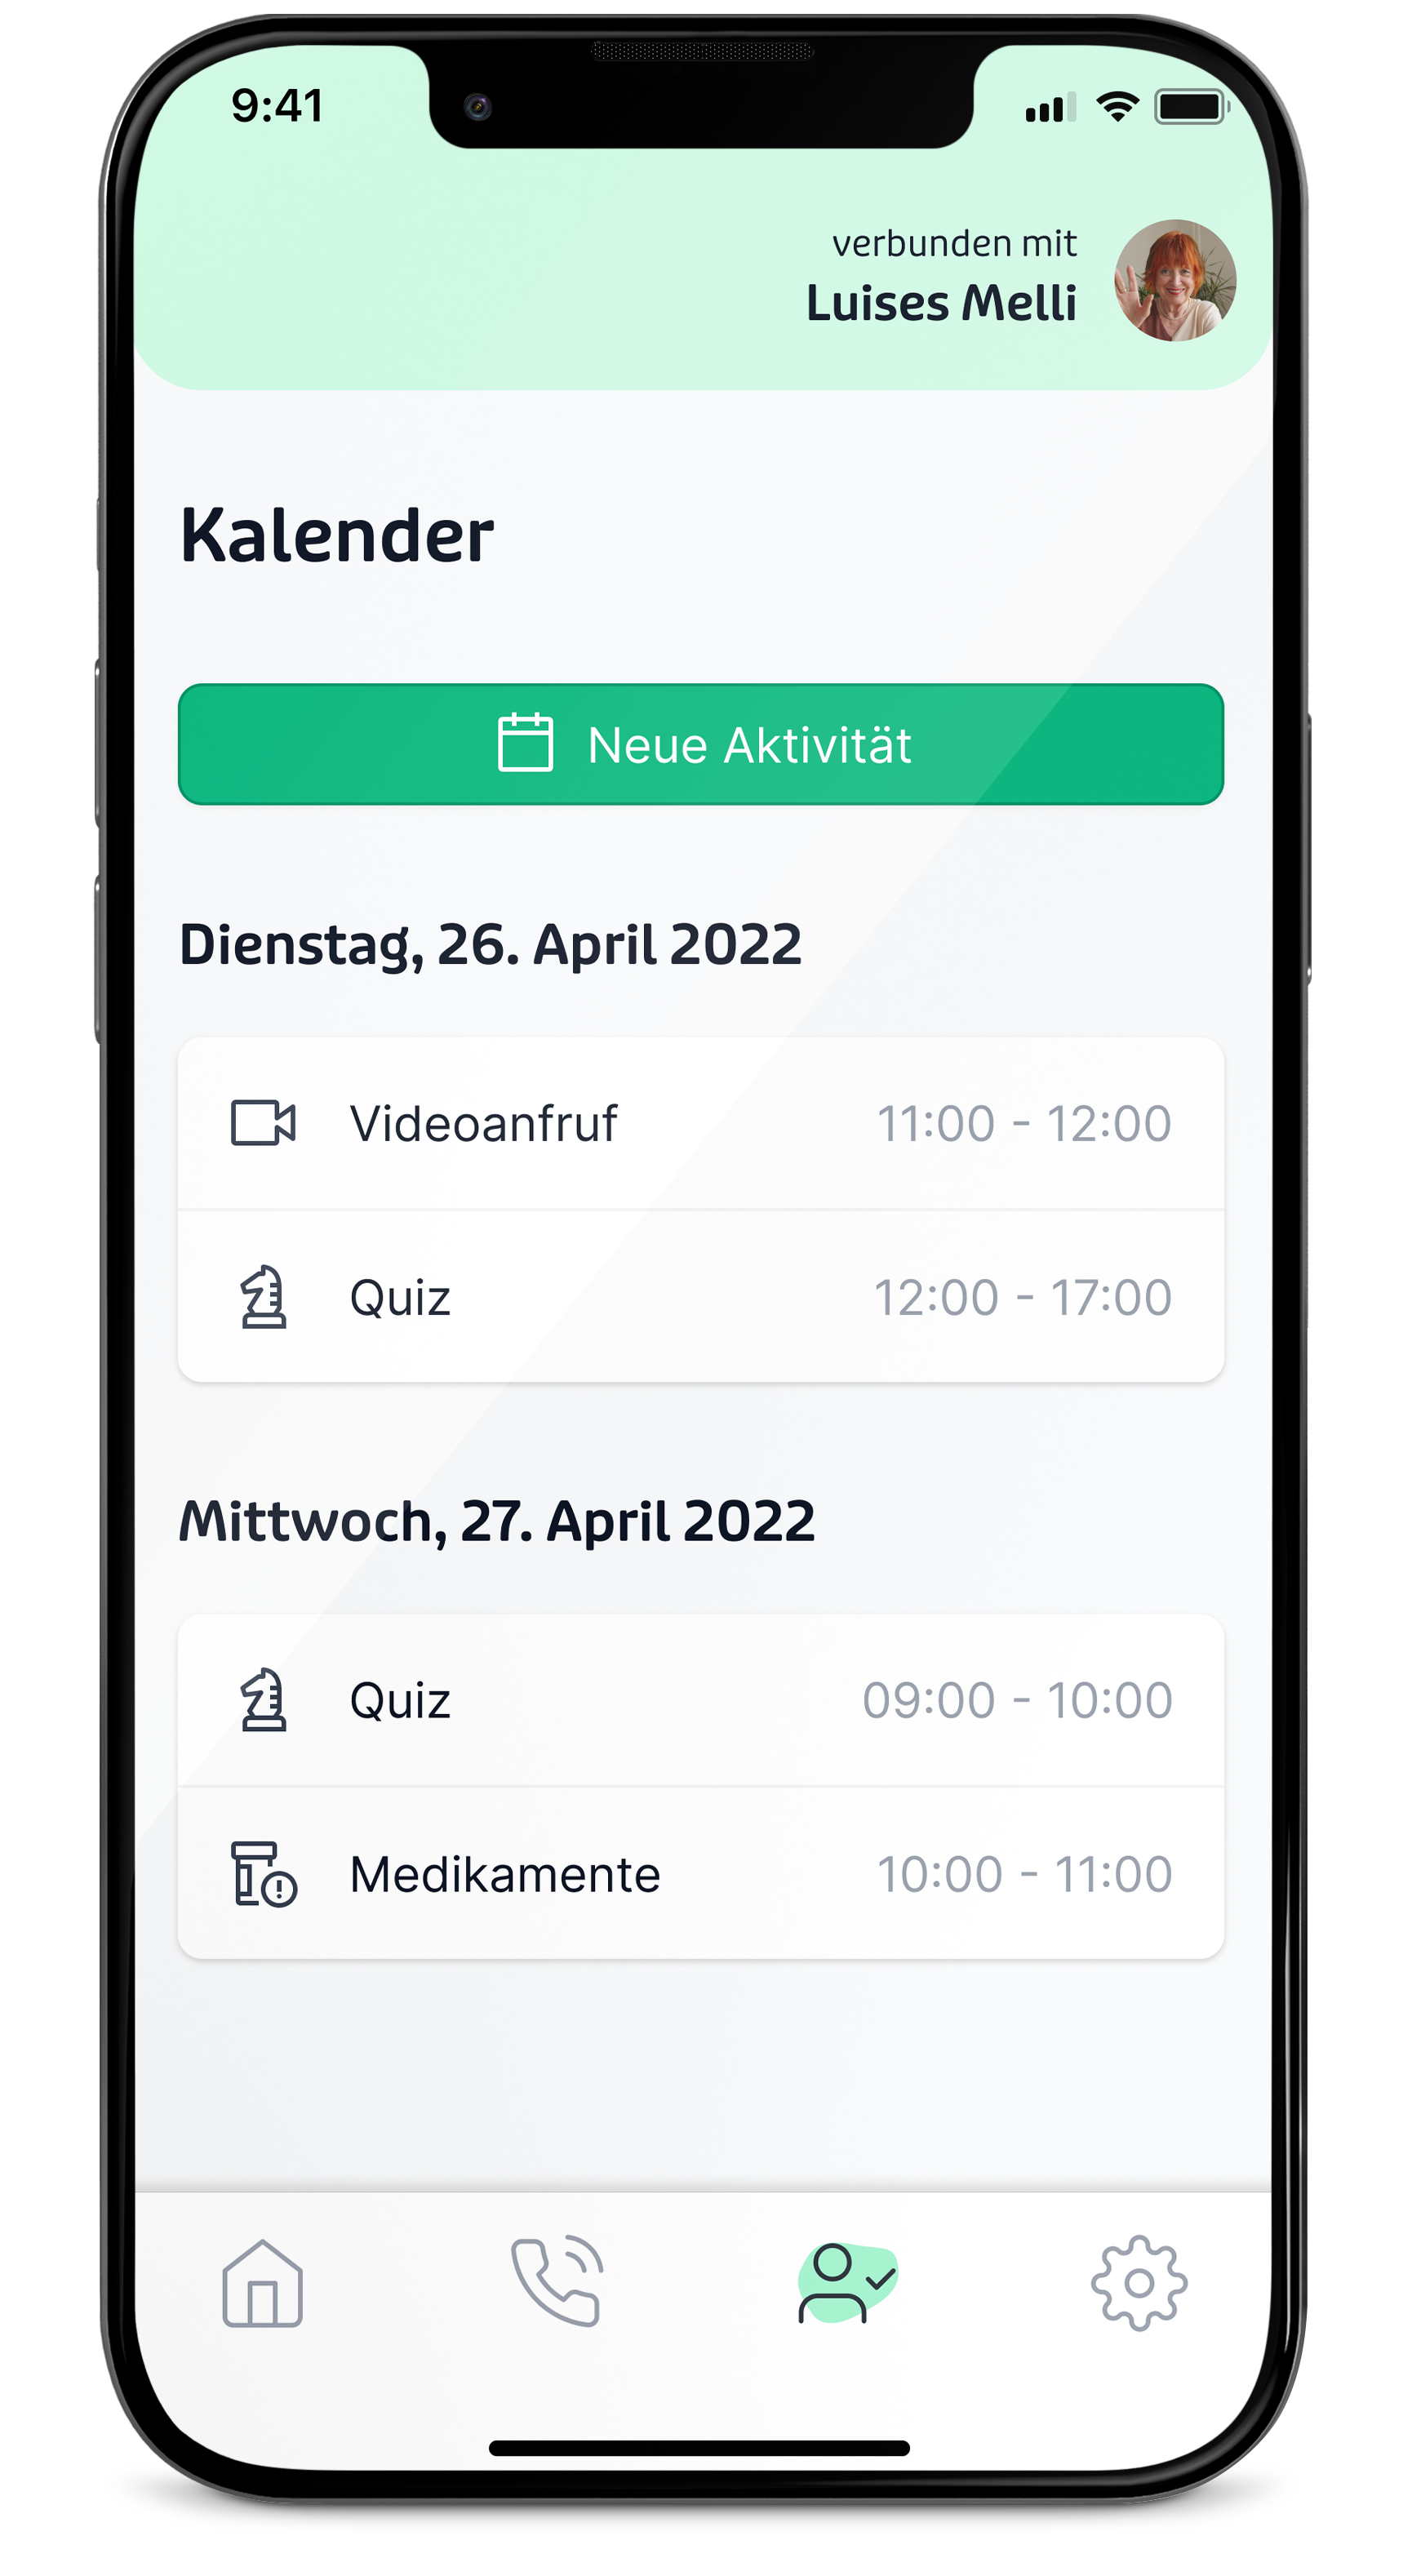 9:41
verbunden mit
Luises Melli
Kalender
Neue Aktivität
Dienstag, 26. April 2022
Videoanfruf 11:00 - 12:00
Quiz 12:00 - 17:00
Mittwoch, 27. April 2022
Quiz 09:00 - 10:00
Medikamente 10:00 - 11:00